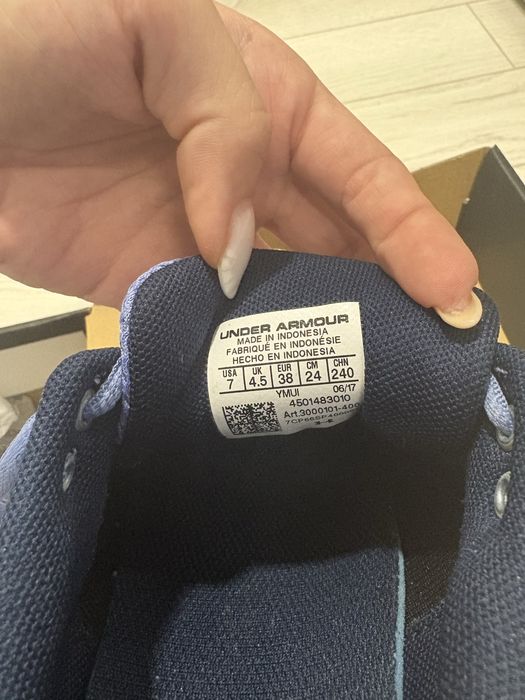 UNDER ARMOUR
MADE IN INDONESIA
FABRIQUÉ EN INDONÉSIE
HECHO EN INDONESIA
USA UK EUR CM CHN
7 4.5 38 24 240
YMUI 06/17
4501483010
Art.3000101-400